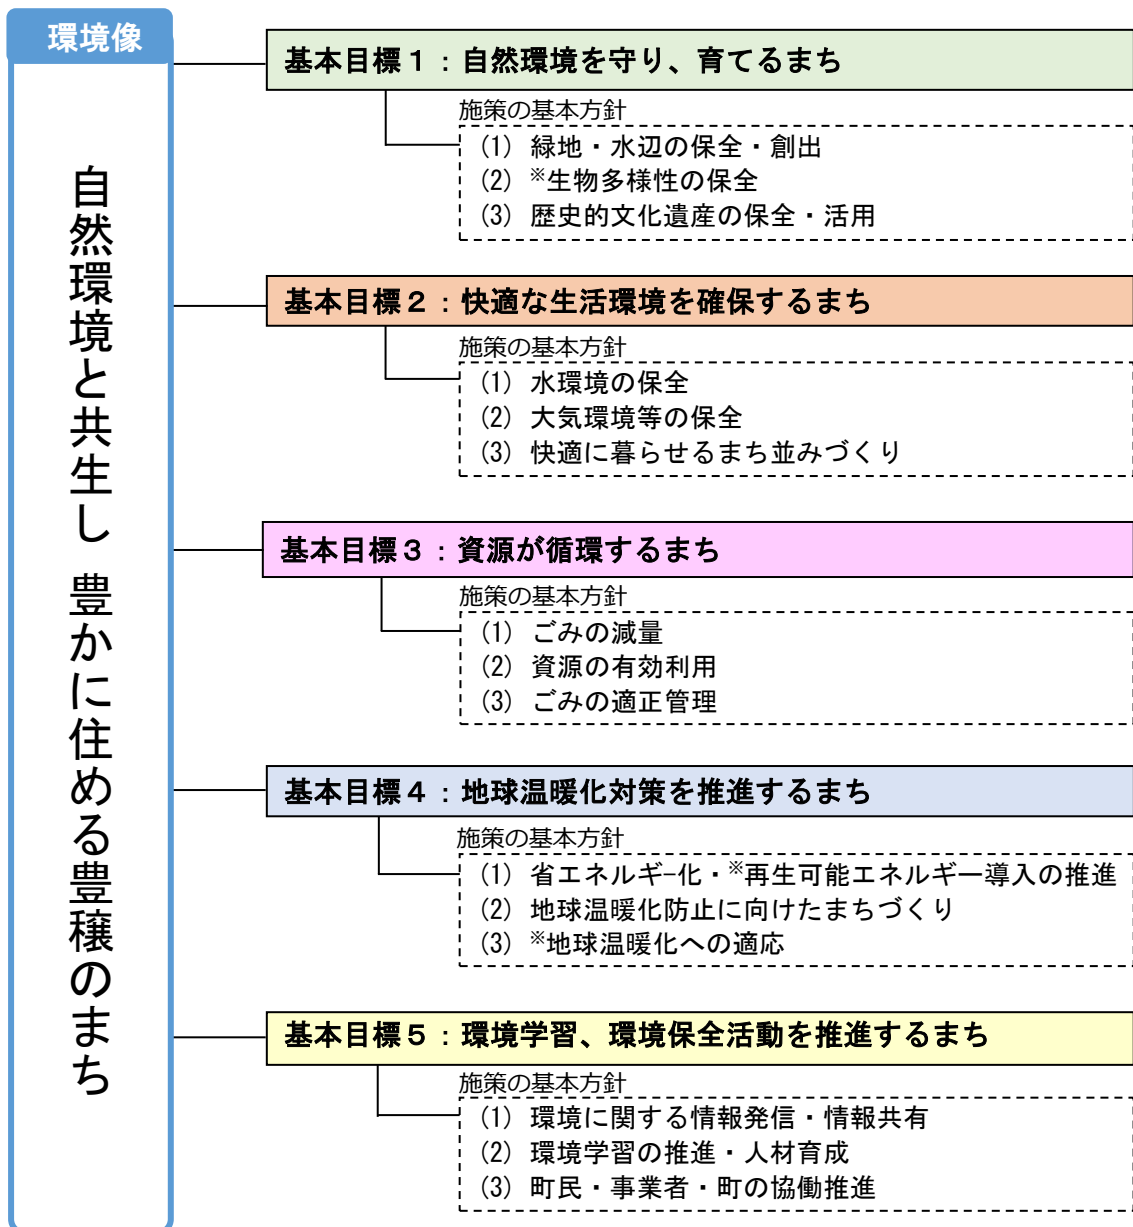 環境像
自然環境と共生し 豊かに住める豊穣のまち
基本目標１：自然環境を守り、育てるまち
施策の基本方針
(1) 緑地・水辺の保全・創出
(2) ※生物多様性の保全
(3) 歴史的文化遺産の保全・活用
基本目標２：快適な生活環境を確保するまち
施策の基本方針
(1) 水環境の保全
(2) 大気環境等の保全
(3) 快適に暮らせるまち並みづくり
基本目標３：資源が循環するまち
施策の基本方針
(1) ごみの減量
(2) 資源の有効利用
(3) ごみの適正管理
基本目標４：地球温暖化対策を推進するまち
施策の基本方針
(1) 省エネルギｰ化・※再生可能エネルギー導入の推進
(2) 地球温暖化防止に向けたまちづくり
(3) ※地球温暖化への適応
基本目標５：環境学習、環境保全活動を推進するまち
施策の基本方針
(1) 環境に関する情報発信・情報共有
(2) 環境学習の推進・人材育成
(3) 町民・事業者・町の協働推進